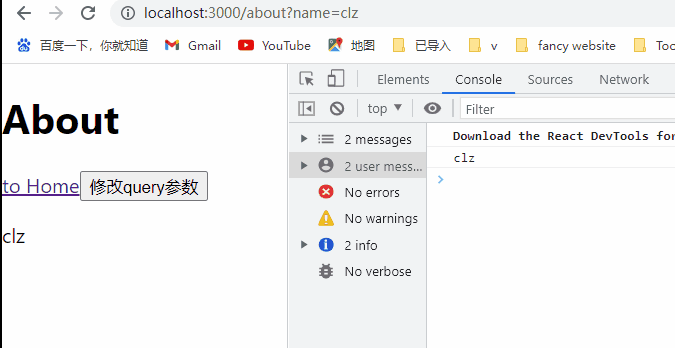 localhost:3000/about?name=clz
百度一下，你就知道 Gmail YouTube 地图 已导入 v fancy website Too
Elements Console Sources Network
top Filter
About
to Home 修改query参数
clz
2 messages
2 user mess...
No errors
No warnings
2 info
No verbose
Download the React DevTools for
clz